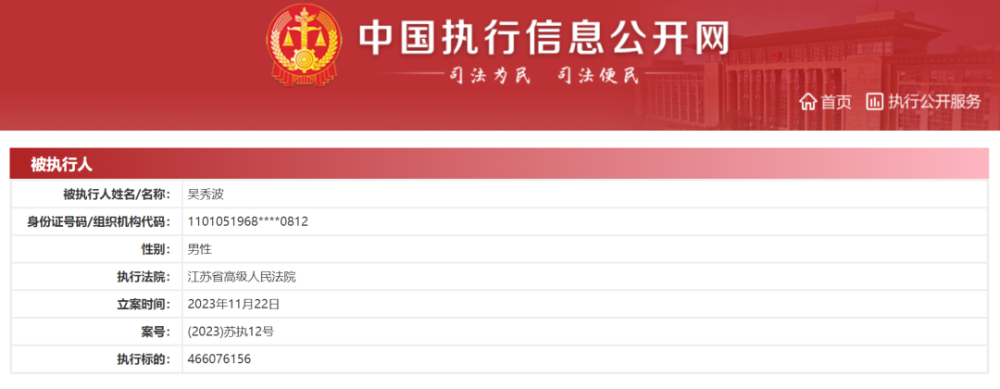 中国执行信息公开网
司法为民 司法便民
首页 执行公开服务
被执行人
被执行人姓名/名称： 吴秀波
身份证号码/组织机构代码： 1101051968****0812
性别： 男性
执行法院： 江苏省高级人民法院
立案时间： 2023年11月22日
案号： (2023)苏执12号
执行标的： 466076156